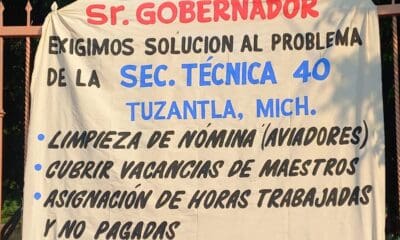 Sr. GOBERNADOR
EXIGIMOS SOLUCION AL PROBLEMA
DE LA SEC. TÉCNICA 40
TUZANTLA, MICH.
• LIMPIEZA DE NÓMINA (AVIADORES)
• CUBRIR VACANCIAS DE MAESTROS
• ASIGNACIÓN DE HORAS TRABAJADAS
Y NO PAGADAS